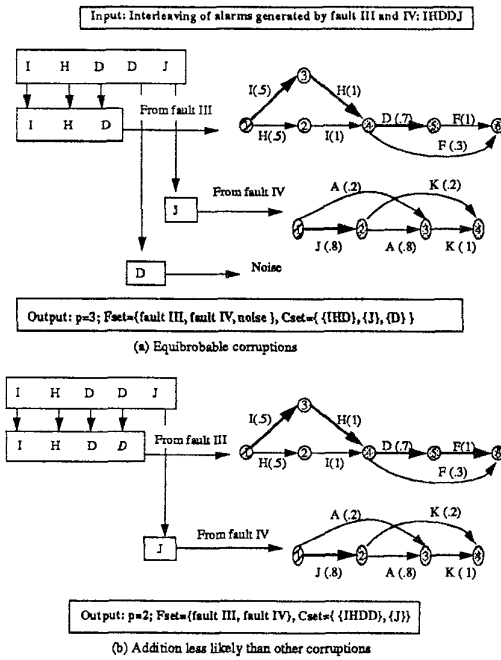 Input: Interleaving of alarms generated by fault III and IV: IHDDJ
I H D D J
I H D
From fault III
I(.5)
3
H(1)
H(.5)
2
I(1)
4
D (.7)
5
F(1)
6
F (.3)
From fault IV
J
A (.2)
K (.2)
1
J (.8)
2
A (.8)
3
K (1)
4
D
Noise
Output: p=3; Fset={fault III, fault IV, noise }, Cset={ {IHD}, {J}, {D} }
(a) Equibrobable corruptions
I H D D J
I H D D
From fault III
I(.5)
3
H(1)
1
H(.5)
2
I(1)
4
D (.7)
5
F(1)
6
F (.3)
From fault IV
J
A (.2)
K (.2)
1
J (.8)
2
A (.8)
3
K (1)
4
Output: p=2; Fset={fault III, fault IV}, Cset={ {IHDD}, {J}}
(b) Addition less likely than other corruptions